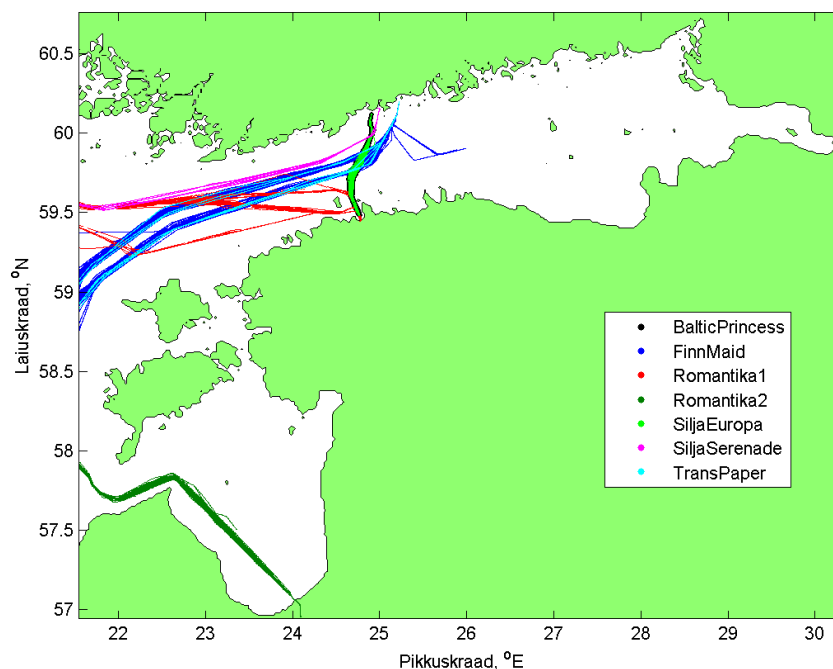 60.5
60
59.5
59
58.5
58
57.5
57
Laiuskraad, °N
BalticPrincess
FinnMaid
Romantika1
Romantika2
SiljaEuropa
SiljaSerenade
TransPaper
22 23 24 25 26 27 28 29 30
Pikkuskraad, °E